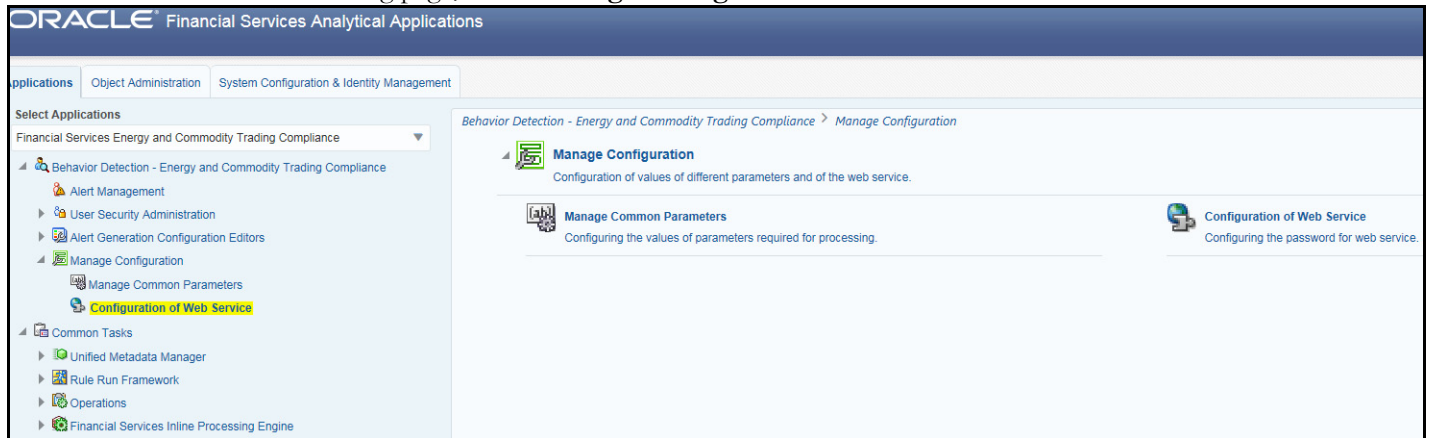 ORACLE® Financial Services Analytical Applications
Applications Object Administration System Configuration & Identity Management
Select Applications
Financial Services Energy and Commodity Trading Compliance
Behavior Detection - Energy and Commodity Trading Compliance
Alert Management
User Security Administration
Alert Generation Configuration Editors
Manage Configuration
Manage Common Parameters
Configuration of Web Service
Common Tasks
Unified Metadata Manager
Rule Run Framework
Operations
Financial Services Inline Processing Engine
Behavior Detection - Energy and Commodity Trading Compliance > Manage Configuration
Manage Configuration
Configuration of values of different parameters and of the web service.
Manage Common Parameters
Configuring the values of parameters required for processing.
Configuration of Web Service
Configuring the password for web service.